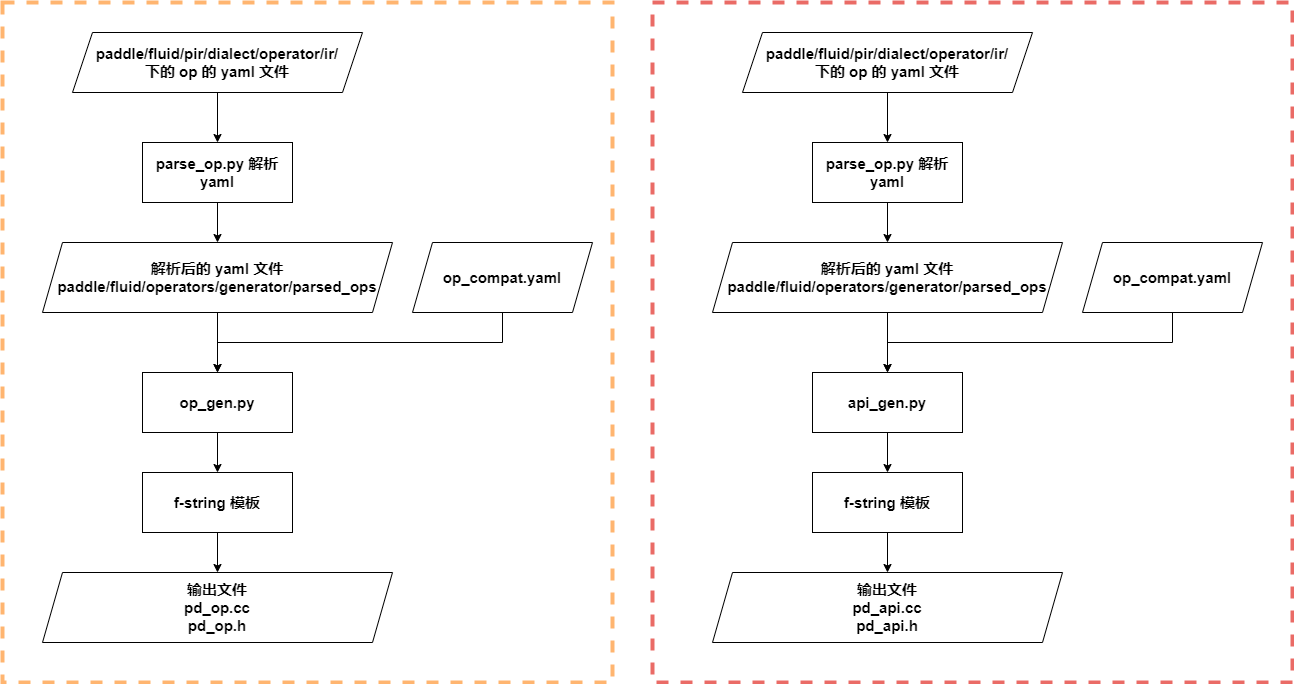 paddle/fluid/pir/dialect/operator/ir/
下的 op 的 yaml 文件
parse_op.py 解析
yaml
解析后的 yaml 文件
paddle/fluid/operators/generator/parsed_ops
op_compat.yaml
op_gen.py
f-string 模板
输出文件
pd_op.cc
pd_op.h
paddle/fluid/pir/dialect/operator/ir/
下的 op 的 yaml 文件
parse_op.py 解析
yaml
解析后的 yaml 文件
paddle/fluid/operators/generator/parsed_ops
op_compat.yaml
api_gen.py
f-string 模板
输出文件
pd_api.cc
pd_api.h